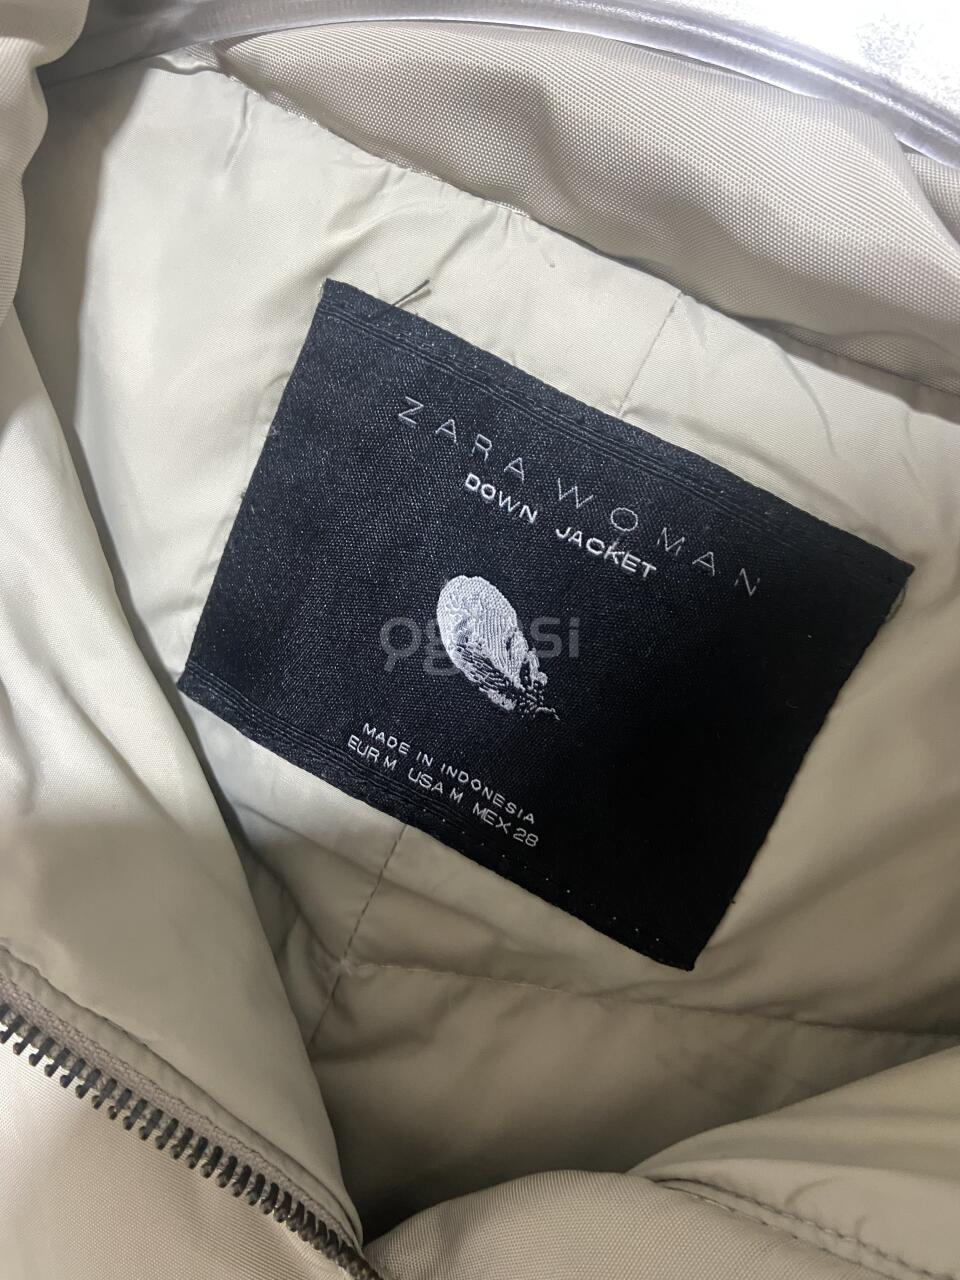 ZARA WOMAN
DOWN JACKET
MADE IN INDONESIA
EUR M USA M MEX 28